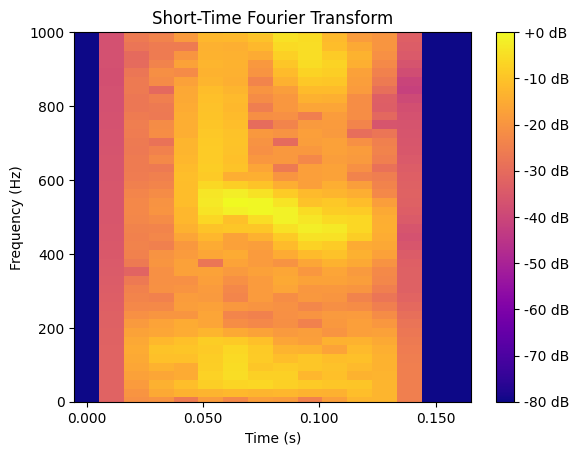 Short-Time Fourier Transform
1000
800
600
400
200
0
Frequency (Hz)
0.000
0.050
0.100
0.150
Time (s)
+0 dB
-10 dB
-20 dB
-30 dB
-40 dB
-50 dB
-60 dB
-70 dB
-80 dB